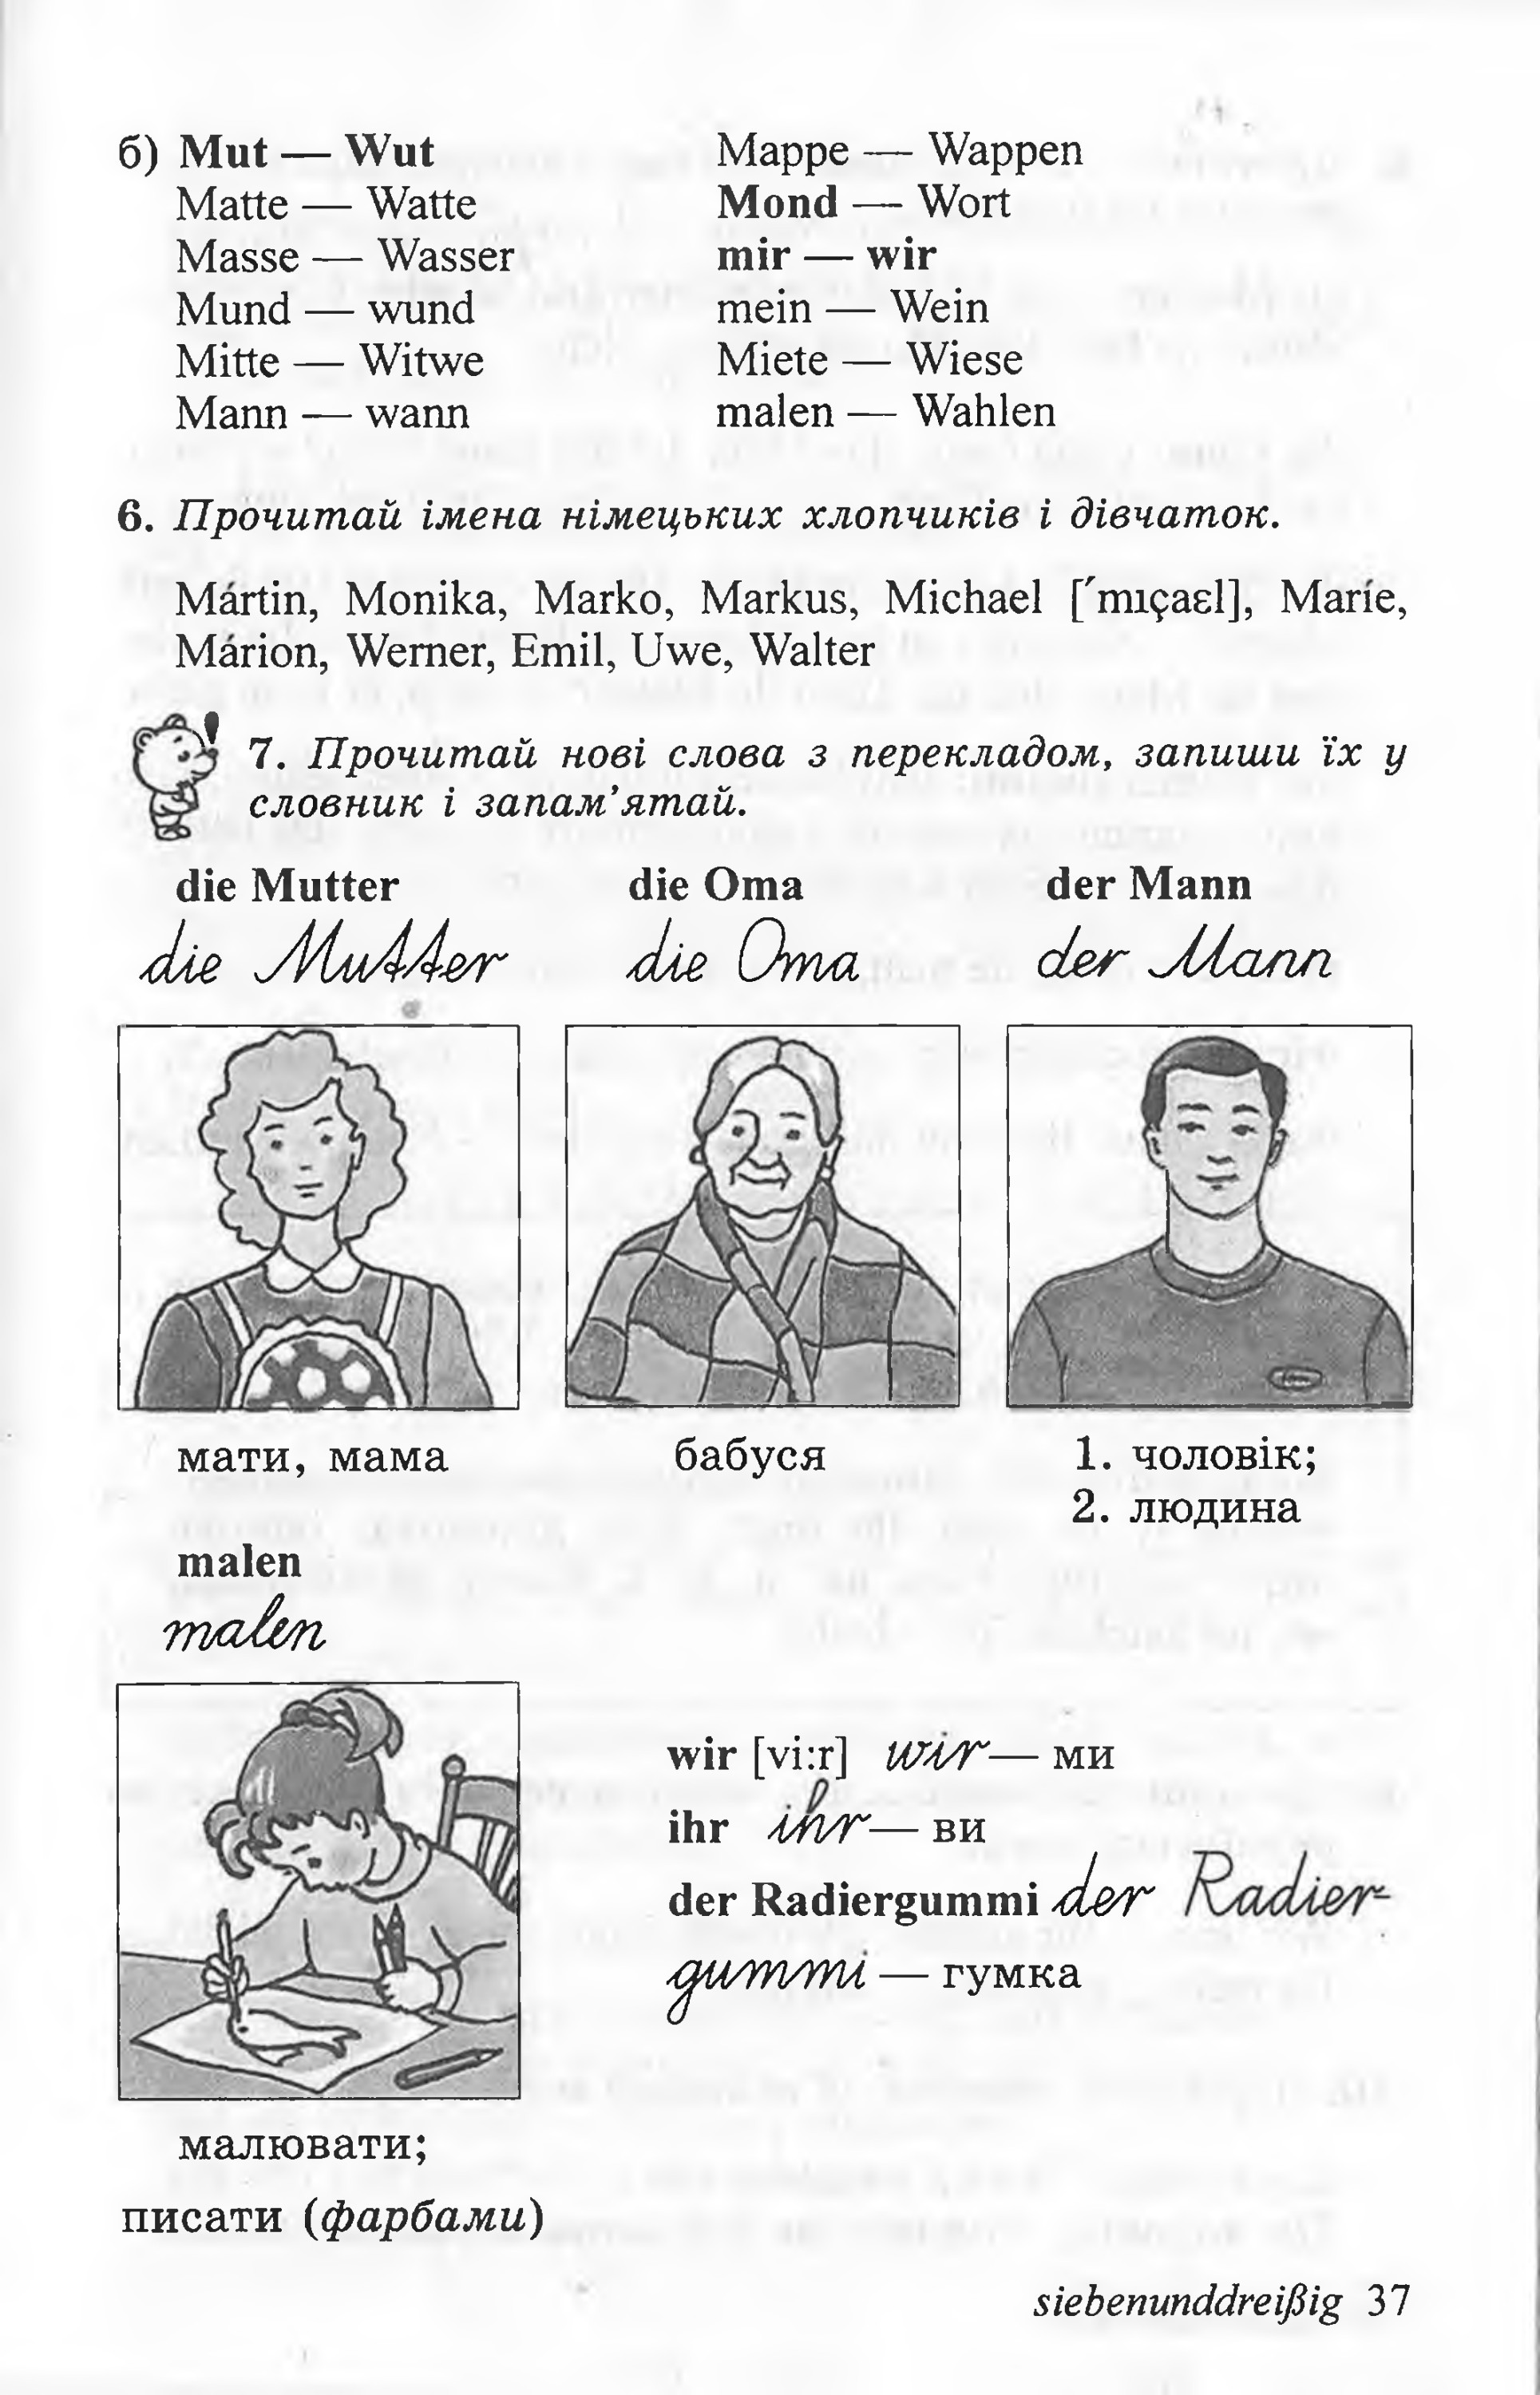 б) Mut — Wut
Matte — Watte
Masse — Wasser
Mund — wund
Mitte — Witwe
Mann — wann
Mappe — Wappen
Mond — Wort
mir — wir
mein — Wein
Miete — Wiese
malen — Wahlen
6. Прочитай імена німецьких хлопчиків і дівчаток.
Mártin, Monika, Marko, Markus, Michael [ˊmıçaεl], Maríe,
Márion, Werner, Emil, Uwe, Walter
7. Прочитай нові слова з перекладом, запиши їх у
словник і запам’ятай.
die Mutter die Oma der Mann
die Mutter die Oma der Mann
мати, мама бабуся 1. чоловік;
2. людина
malen
malen
wir [vi:r] wir — ми
ihr ihr — ви
der Radiergummi der Radier-
gummi — гумка
малювати;
писати (фарбами)
siebenunddreißig 37